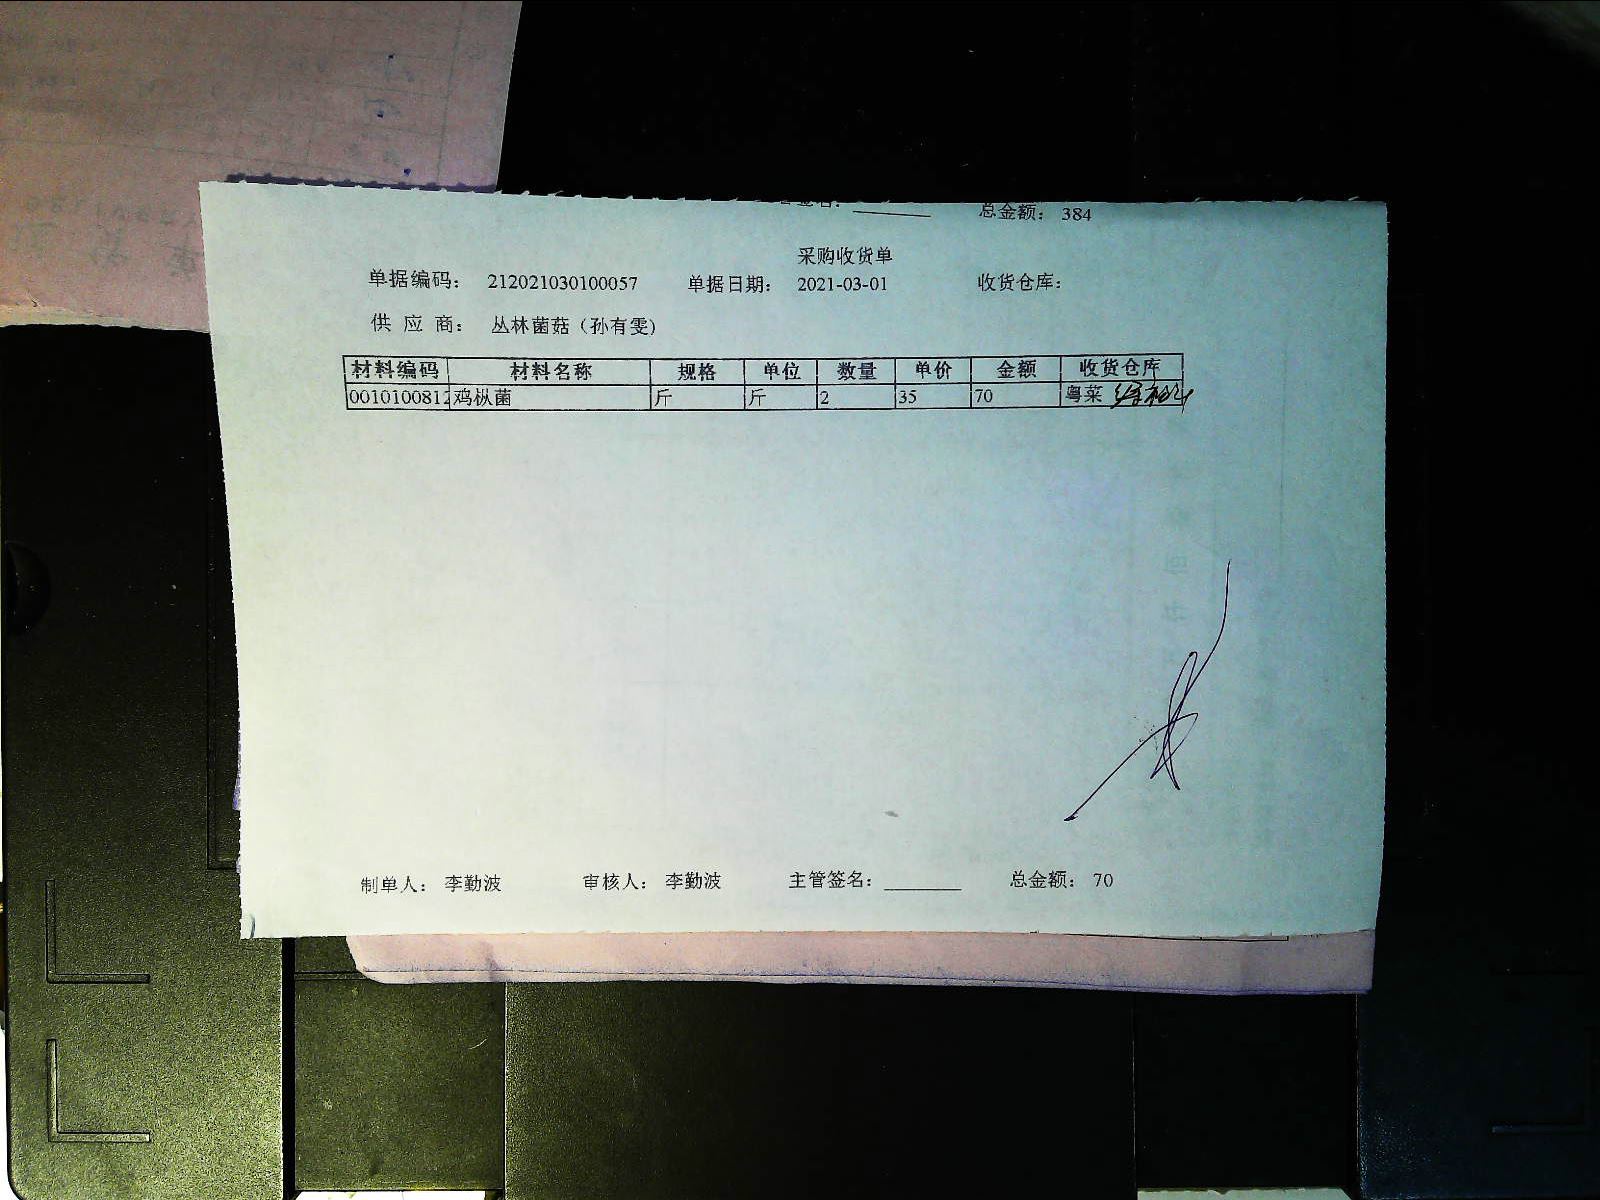 总金额： 384
采购收货单
单据编码： 212021030100057 单据日期： 2021-03-01 收货仓库：
供 应 商： 丛林菌菇（孙有雯）
材料编码 材料名称 规格 单位 数量 单价 金额 收货仓库
0010100812 鸡枞菌 斤 斤 2 35 70 粤菜
制单人： 李勤波 审核人： 李勤波 主管签名： 总金额： 70